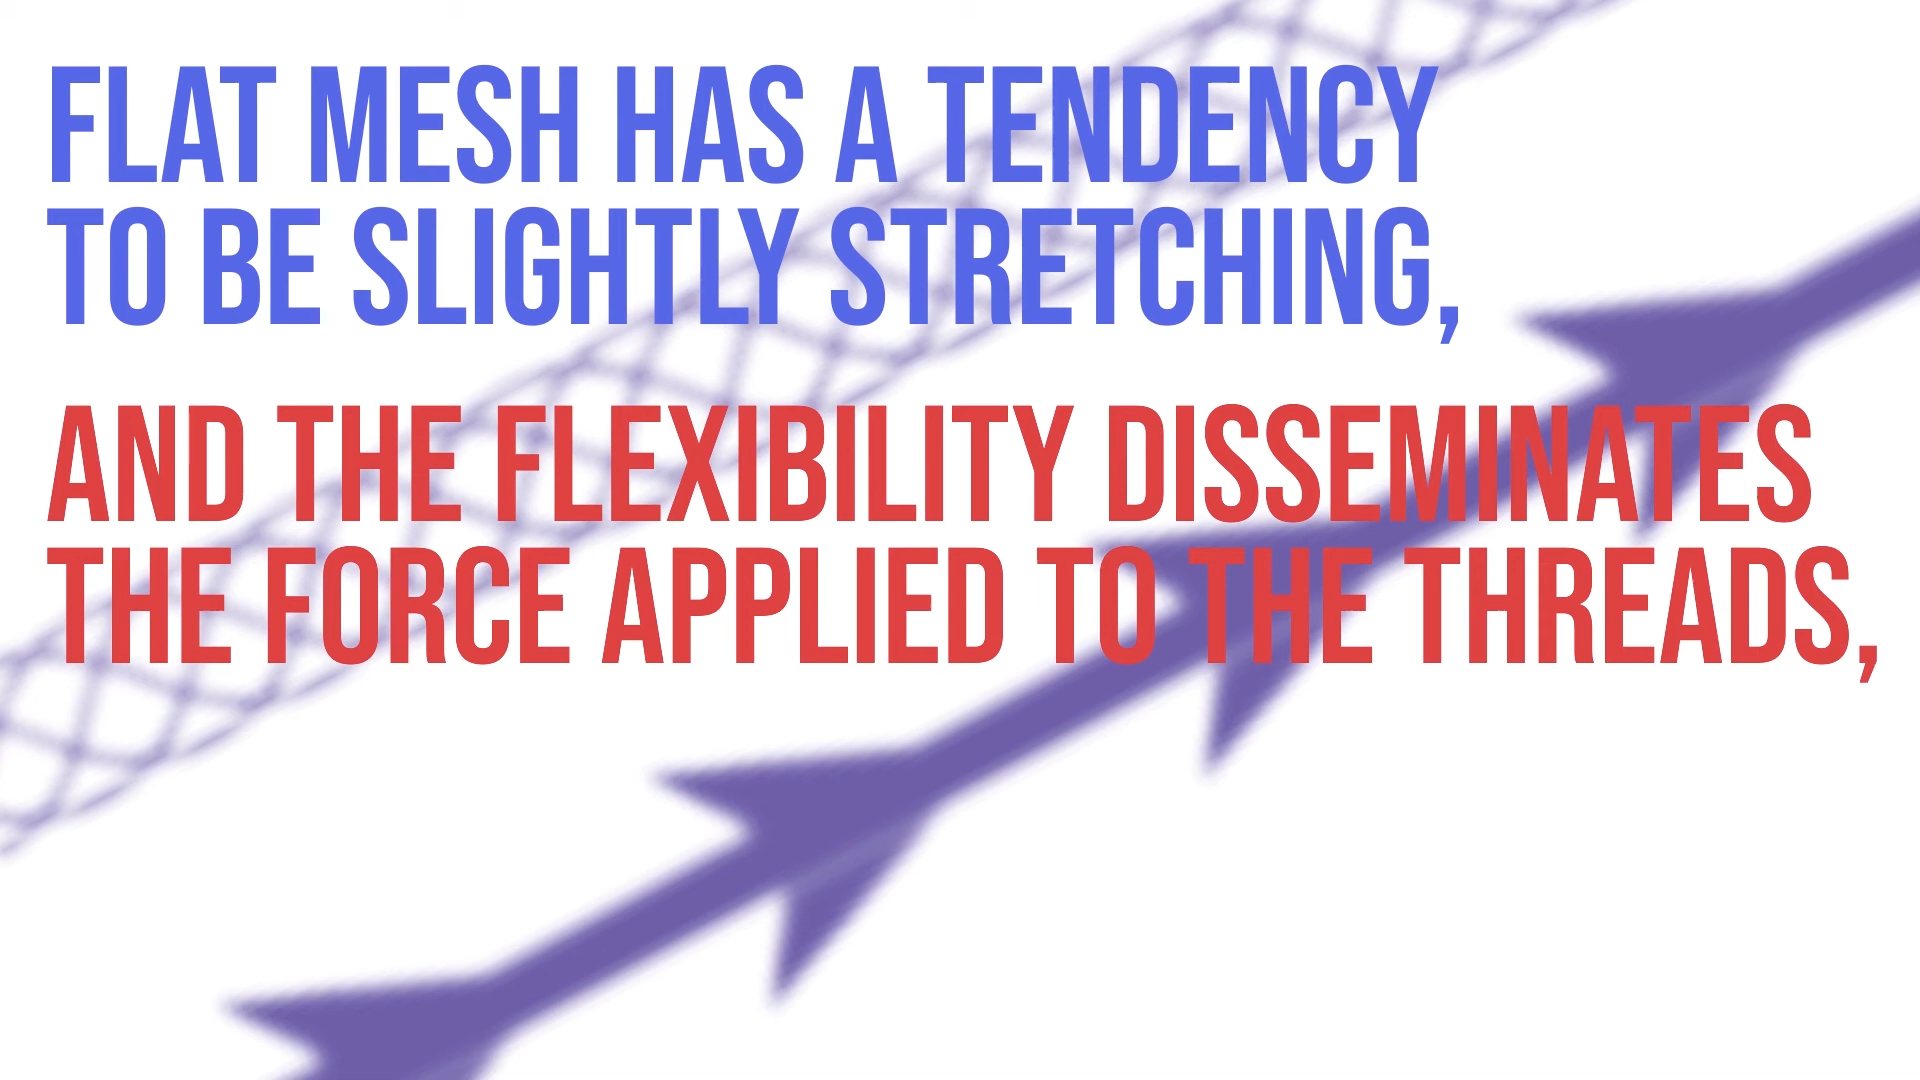 FLAT MESH HAS A TENDENCY
TO BE SLIGHTLY STRETCHING,
AND THE FLEXIBILITY DISSEMINATES
THE FORCE APPLIED TO THE THREADS,